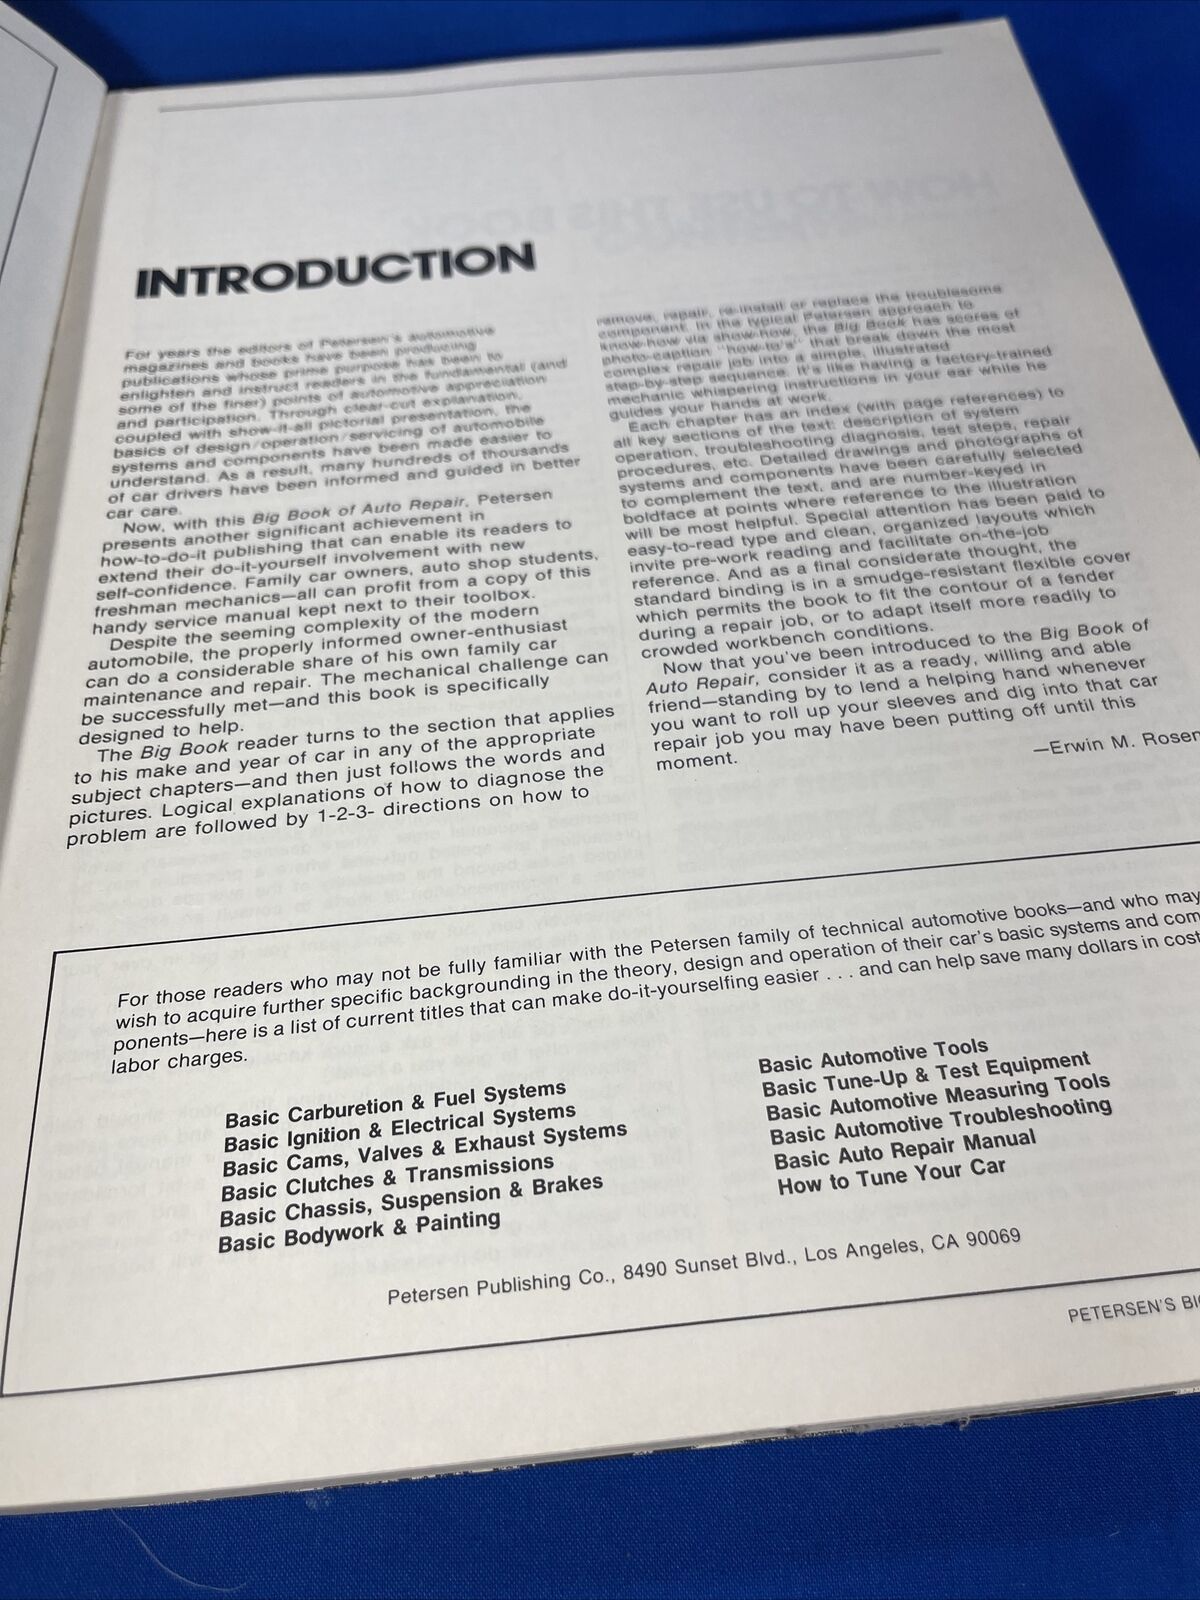 INTRODUCTION
For years the editors of Petersen's automotive
magazines and books have been producing
publications whose prime purpose has been to
enlighten and instruct readers in the fundamental (and
some of the finer) points of automotive appreciation
and participation. Through clear-cut explanation,
coupled with show-it-all pictorial presentation, the
basics of design/operation/servicing of automobile
systems and components have been made easier to
understand. As a result, many hundreds of thousands
of car drivers have been informed and guided in better
car care.
Now, with this Big Book of Auto Repair, Petersen
presents another significant achievement in
how-to-do-it publishing that can enable its readers to
extend their do-it-yourself involvement with new
self-confidence. Family car owners, auto shop students,
freshman mechanics—all can profit from a copy of this
handy service manual kept next to their toolbox.
Despite the seeming complexity of the modern
automobile, the properly informed owner-enthusiast
can do a considerable share of his own family car
maintenance and repair. The mechanical challenge can
be successfully met—and this book is specifically
designed to help.
The Big Book reader turns to the section that applies
to his make and year of car in any of the appropriate
subject chapters—and then just follows the words and
pictures. Logical explanations of how to diagnose the
problem are followed by 1-2-3- directions on how to
remove, repair, re-install or replace the troublesome
component. In the typical Petersen approach to
know-how via show-how, the Big Book has scores of
photo-caption "how-to's" that break down the most
complex repair job into a simple, illustrated
step-by-step sequence. It's like having a factory-trained
mechanic whispering instructions in your ear while he
guides your hands at work.
Each chapter has an index (with page references) to
all key sections of the text: description of system
operation, troubleshooting diagnosis, test steps, repair
procedures, etc. Detailed drawings and photographs of
systems and components have been carefully selected
to complement the text, and are number-keyed in
boldface at points where reference to the illustration
will be most helpful. Special attention has been paid to
easy-to-read type and clean, organized layouts which
invite pre-work reading and facilitate on-the-job
reference. And as a final considerate thought, the
standard binding is in a smudge-resistant flexible cover
which permits the book to fit the contour of a fender
during a repair job, or to adapt itself more readily to
crowded workbench conditions.
Now that you've been introduced to the Big Book of
Auto Repair, consider it as a ready, willing and able
friend—standing by to lend a helping hand whenever
you want to roll up your sleeves and dig into that car
repair job you may have been putting off until this
moment.
—Erwin M. Rosen
For those readers who may not be fully familiar with the Petersen family of technical automotive books—and who may
wish to acquire further specific backgrounding in the theory, design and operation of their car's basic systems and com
ponents—here is a list of current titles that can make do-it-yourselfing easier . . . and can help save many dollars in cost
labor charges.
Basic Carburetion & Fuel Systems
Basic Ignition & Electrical Systems
Basic Cams, Valves & Exhaust Systems
Basic Clutches & Transmissions
Basic Chassis, Suspension & Brakes
Basic Bodywork & Painting
Basic Automotive Tools
Basic Tune-Up & Test Equipment
Basic Automotive Measuring Tools
Basic Automotive Troubleshooting
Basic Auto Repair Manual
How to Tune Your Car
Petersen Publishing Co., 8490 Sunset Blvd., Los Angeles, CA 90069
PETERSEN'S BIG